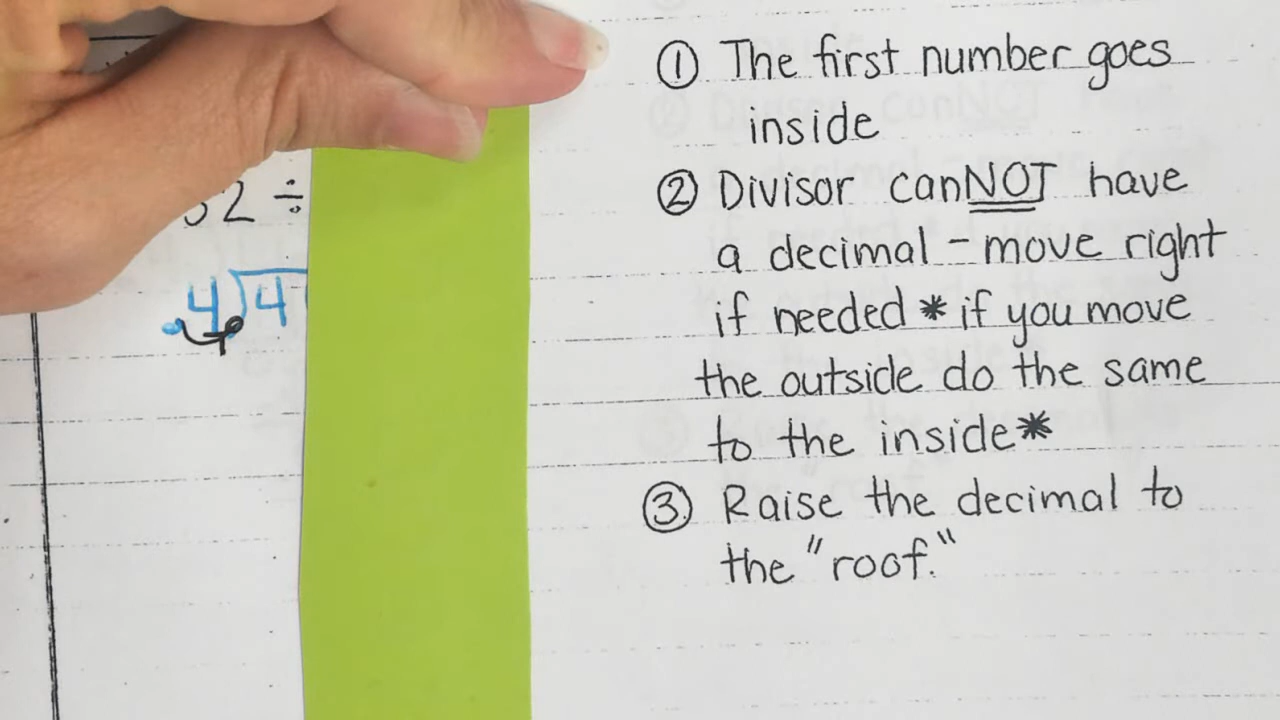 32 ÷
.4)4
① The first number goes
inside
② Divisor canNOT have
a decimal - move right
if needed * if you move
the outside do the same
to the inside*
③ Raise the decimal to
the "roof."